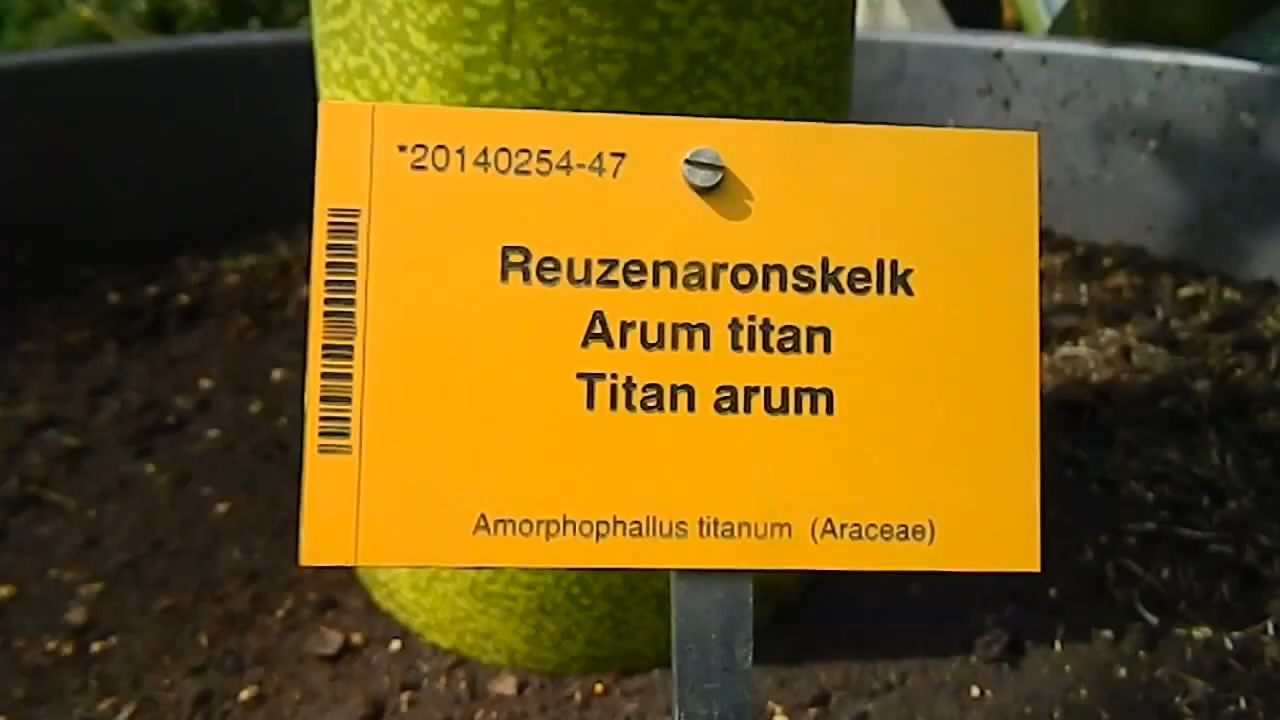 *20140254-47
Reuzenaronskelk
Arum titan
Titan arum
Amorphophallus titanum (Araceae)